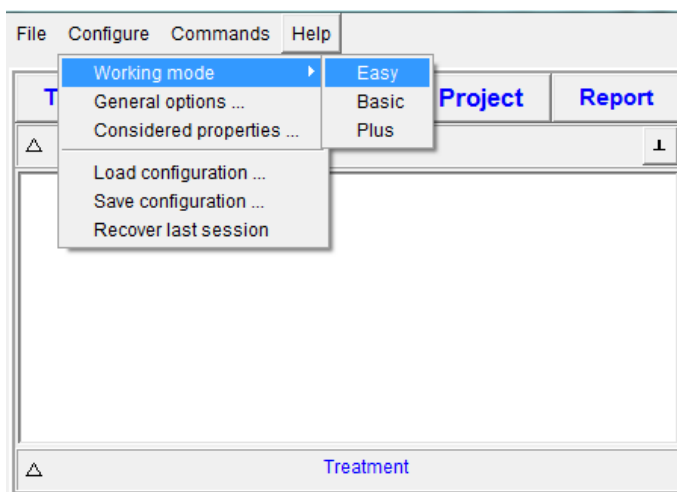 File Configure Commands Help
Working mode Easy
General options ... Basic
Considered properties ... Plus
Load configuration ...
Save configuration ...
Recover last session
T Project Report
Treatment